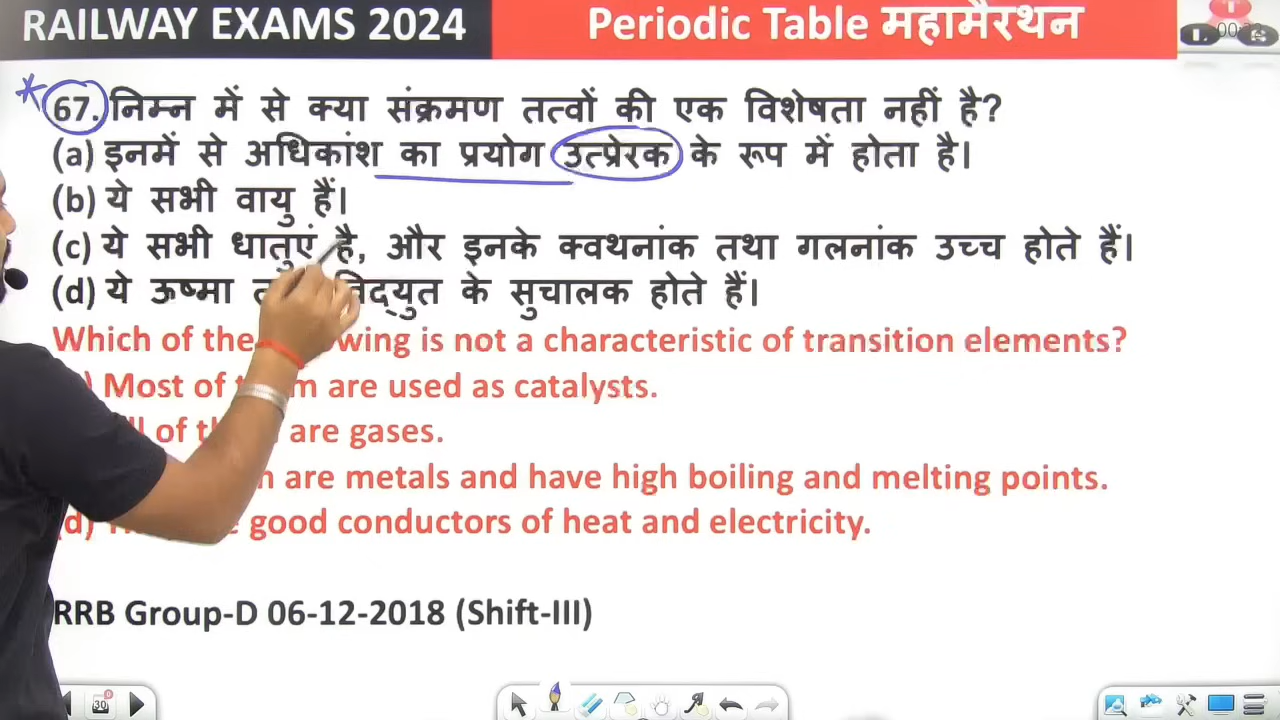 RAILWAY EXAMS 2024 Periodic Table महामैरथन
67. निम्न में से क्या संक्रमण तत्वों की एक विशेषता नहीं है?
(a) इनमें से अधिकांश का प्रयोग उत्प्रेरक के रूप में होता है।
(b) ये सभी वायु हैं।
(c) ये सभी धातुएं है, और इनके क्वथनांक तथा गलनांक उच्च होते हैं।
(d) ये ऊष्मा विद्युत के सुचालक होते हैं।
Which of the is not a characteristic of transition elements?
Most of are used as catalysts.
of are gases.
are metals and have high boiling and melting points.
good conductors of heat and electricity.
RRB Group-D 06-12-2018 (Shift-III)